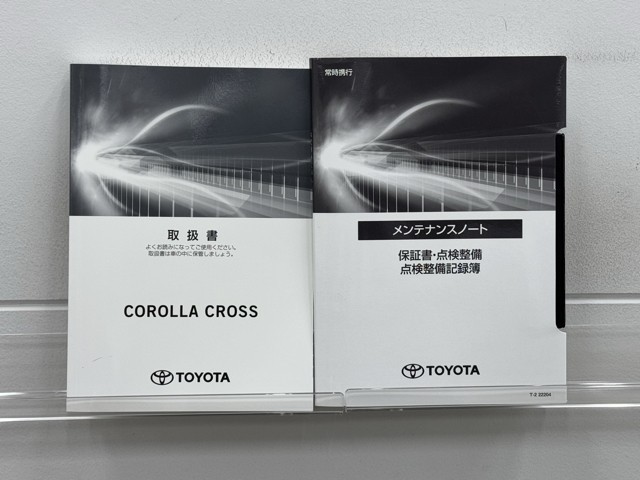 取扱書
よくお読みになってご使用ください。
取扱書は車の中に保管しましょう。
COROLLA CROSS
TOYOTA
常時携行
メンテナンスノート
保証書・点検整備
点検整備記録簿
TOYOTA
T-2 22204